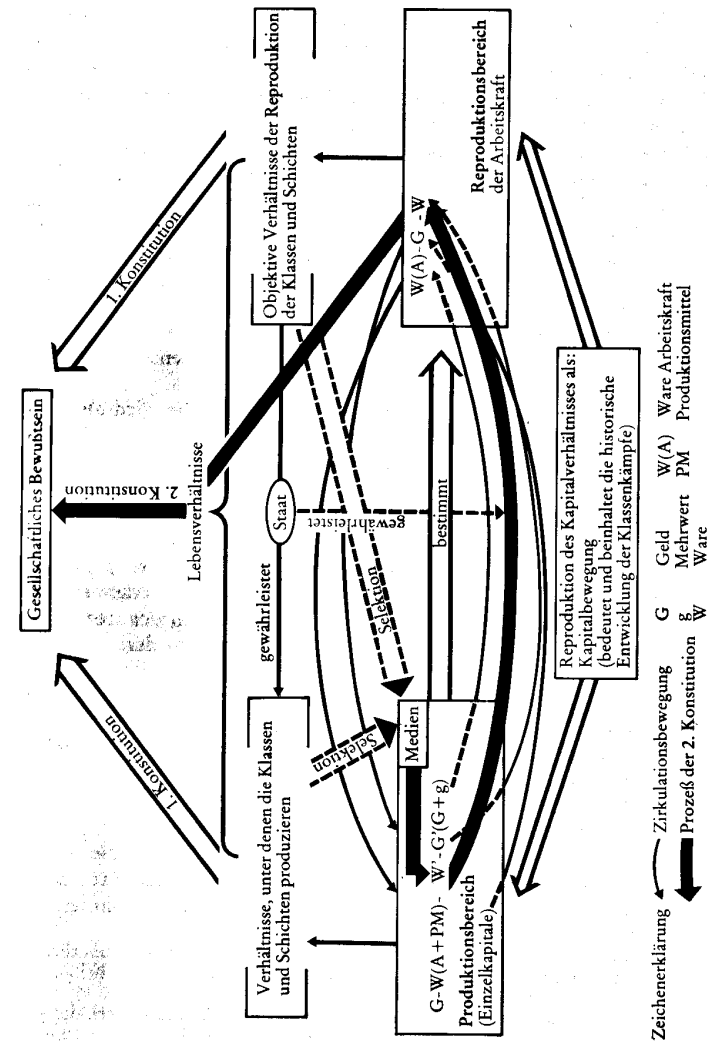 Gesellschaftliches Bewußtsein
1. Konstitution
2. Konstitution
1. Konstitution
Lebensverhältnisse
Verhältnisse, unter denen die Klassen
und Schichten produzieren
gewährleistet
Staat
Objektive Verhältnisse der Reproduktion
der Klassen und Schichten
Selektion
Selektion
gewährleistet
Medien
G-W(A+PM)- W'-G'(G+g)
Produktionsbereich
(Einzelkapitale)
bestimmt
W(A)-G -W
Reproduktionsbereich
der Arbeitskraft
Reproduktion des Kapitalverhältnisses als:
Kapitalbewegung
(bedeutet und beinhaltet die historische
Entwicklung der Klassenkämpfe)
Zeichenerklärung Zirkulationsbewegung G Geld W(A) Ware Arbeitskraft
Prozeß der 2. Konstitution g Mehrwert PM Produktionsmittel
W Ware